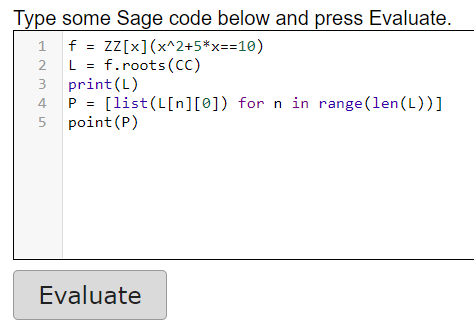 Type some Sage code below and press Evaluate.
1 f = ZZ[x](x^2+5*x==10)
2 L = f.roots(CC)
3 print(L)
4 P = [list(L[n][0]) for n in range(len(L))]
5 point(P)
Evaluate